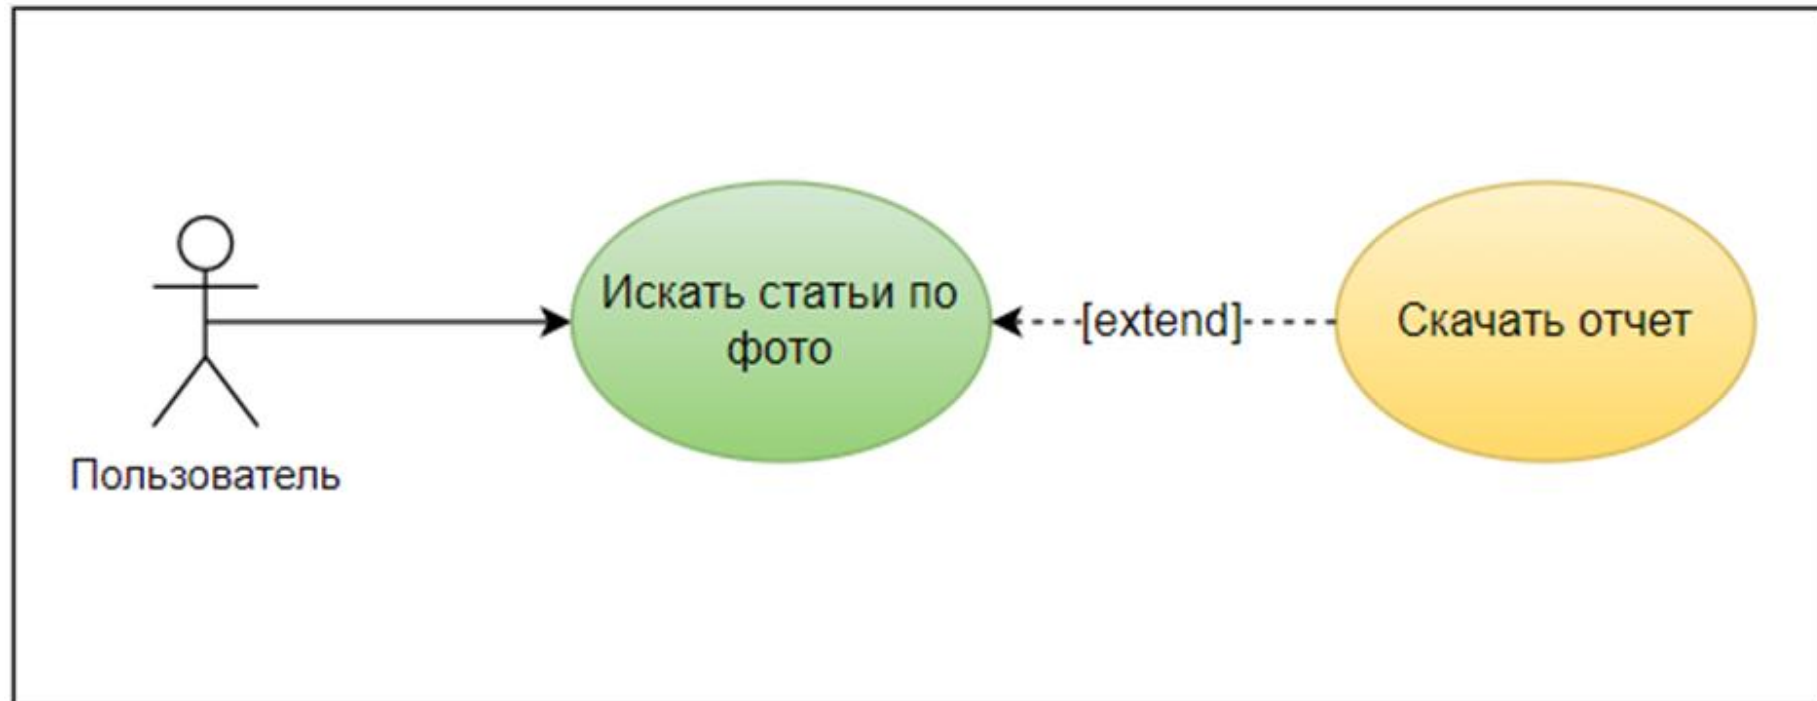 Искать статьи по
фото
[extend]
Скачать отчет
Пользователь